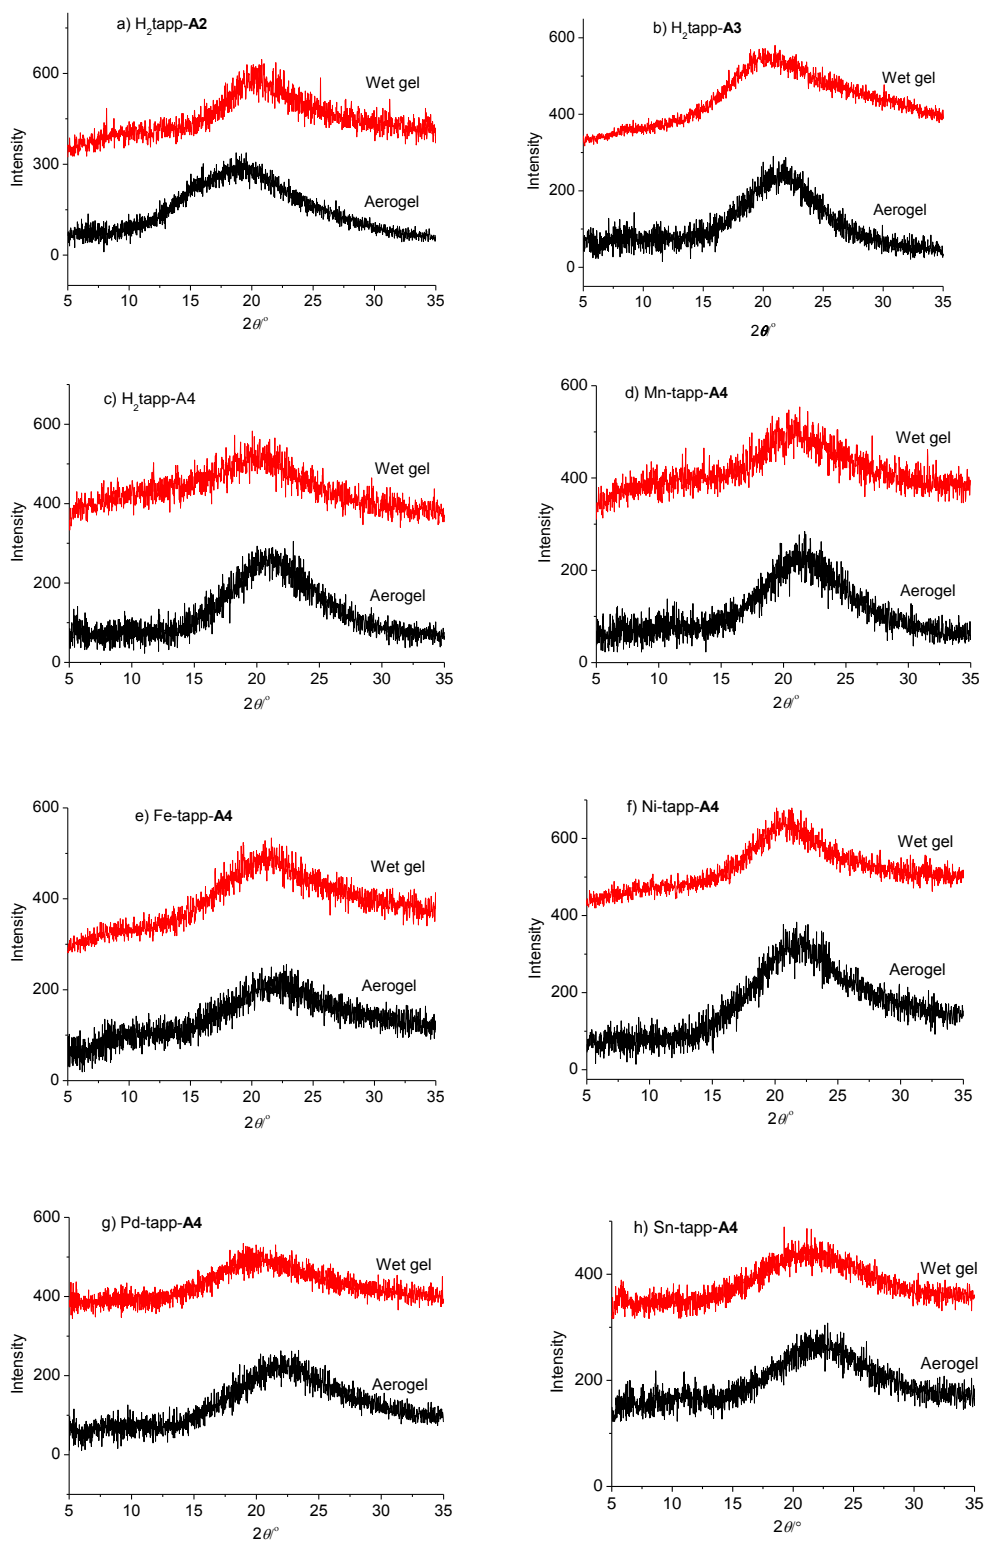 a) H2tapp-A2
Intensity
600
300
0
Wet gel
Aerogel
5 10 15 20 25 30 35
2θ/°
b) H2tapp-A3
Intensity
600
400
200
0
Wet gel
Aerogel
5 10 15 20 25 30 35
2θ/°
c) H2tapp-A4
Intensity
600
400
200
0
Wet gel
Aerogel
5 10 15 20 25 30 35
2θ/°
d) Mn-tapp-A4
Intensity
600
400
200
0
Wet gel
Aerogel
5 10 15 20 25 30 35
2θ/°
e) Fe-tapp-A4
Intensity
600
400
200
0
Wet gel
Aerogel
5 10 15 20 25 30 35
2θ/°
f) Ni-tapp-A4
Intensity
600
400
200
0
Wet gel
Aerogel
5 10 15 20 25 30 35
2θ/°
g) Pd-tapp-A4
Intensity
600
400
200
0
Wet gel
Aerogel
5 10 15 20 25 30 35
2θ/°
h) Sn-tapp-A4
Intensity
400
200
0
Wet gel
Aerogel
5 10 15 20 25 30 35
2θ/°